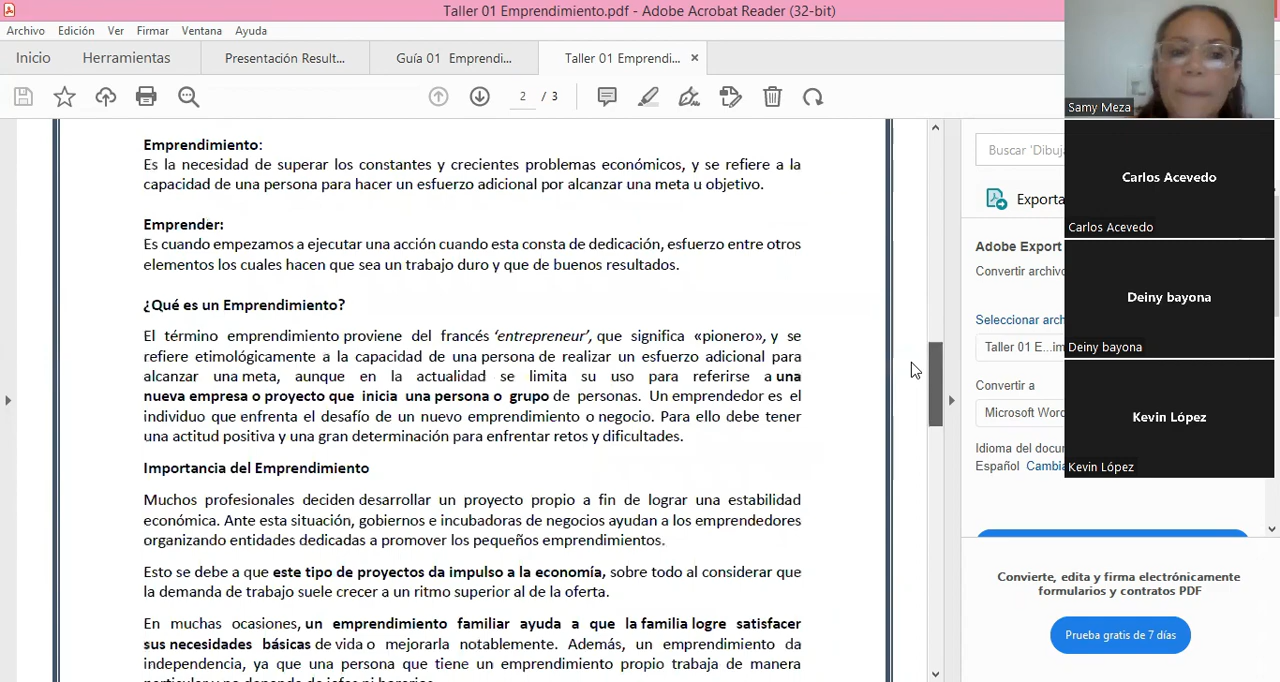 Taller 01 Emprendimiento.pdf - Adobe Acrobat Reader (32-bit)
Archivo Edición Ver Firmar Ventana Ayuda
Inicio Herramientas Presentación Result... Guía 01 Emprendi... Taller 01 Emprendi... ×
2 / 3
Emprendimiento:
Es la necesidad de superar los constantes y crecientes problemas económicos, y se refiere a la
capacidad de una persona para hacer un esfuerzo adicional por alcanzar una meta u objetivo.
Emprender:
Es cuando empezamos a ejecutar una acción cuando esta consta de dedicación, esfuerzo entre otros
elementos los cuales hacen que sea un trabajo duro y que de buenos resultados.
¿Qué es un Emprendimiento?
El término emprendimiento proviene del francés ‘entrepreneur’, que significa «pionero», y se
refiere etimológicamente a la capacidad de una persona de realizar un esfuerzo adicional para
alcanzar una meta, aunque en la actualidad se limita su uso para referirse a una
nueva empresa o proyecto que inicia una persona o grupo de personas. Un emprendedor es el
individuo que enfrenta el desafío de un nuevo emprendimiento o negocio. Para ello debe tener
una actitud positiva y una gran determinación para enfrentar retos y dificultades.
Importancia del Emprendimiento
Muchos profesionales deciden desarrollar un proyecto propio a fin de lograr una estabilidad
económica. Ante esta situación, gobiernos e incubadoras de negocios ayudan a los emprendedores
organizando entidades dedicadas a promover los pequeños emprendimientos.
Esto se debe a que este tipo de proyectos da impulso a la economía, sobre todo al considerar que
la demanda de trabajo suele crecer a un ritmo superior al de la oferta.
En muchas ocasiones, un emprendimiento familiar ayuda a que la familia logre satisfacer
sus necesidades básicas de vida o mejorarla notablemente. Además, un emprendimiento da
independencia, ya que una persona que tiene un emprendimiento propio trabaja de manera
Buscar 'Dibuj
Exporta
Adobe Export
Convertir archiv
Seleccionar arch
Taller 01 E...im
Convertir a
Microsoft Word
Idioma del docu
Español Cambia
Convierte, edita y firma electrónicamente
formularios y contratos PDF
Prueba gratis de 7 días
Samy Meza
Carlos Acevedo
Carlos Acevedo
Deiny bayona
Deiny bayona
Kevin López
Kevin López